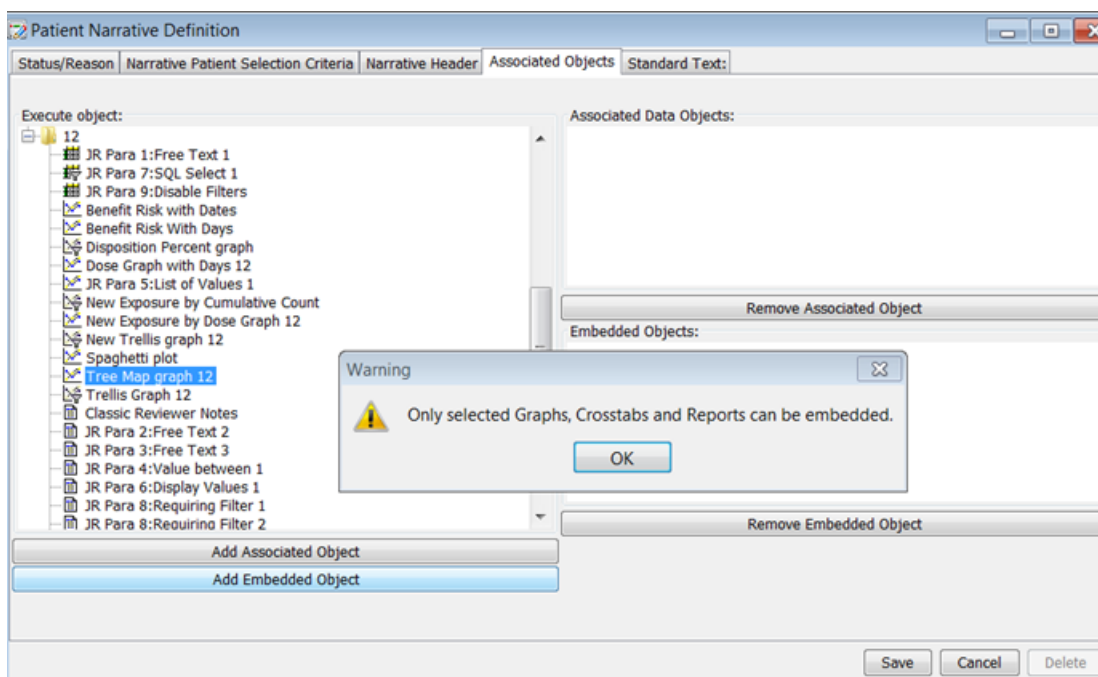 Patient Narrative Definition
Status/Reason
Narrative Patient Selection Criteria
Narrative Header
Associated Objects
Standard Text:
Execute object:
12
JR Para 1:Free Text 1
JR Para 7:SQL Select 1
JR Para 9:Disable Filters
Benefit Risk with Dates
Benefit Risk With Days
Disposition Percent graph
Dose Graph with Days 12
JR Para 5:List of Values 1
New Exposure by Cumulative Count
New Exposure by Dose Graph 12
New Trellis graph 12
Spaghetti plot
Tree Map graph 12
Trellis Graph 12
Classic Reviewer Notes
JR Para 2:Free Text 2
JR Para 3:Free Text 3
JR Para 4:Value between 1
JR Para 6:Display Values 1
JR Para 8:Requiring Filter 1
JR Para 8:Requiring Filter 2
Add Associated Object
Add Embedded Object
Associated Data Objects:
Remove Associated Object
Embedded Objects:
Warning
Only selected Graphs, Crosstabs and Reports can be embedded.
OK
Remove Embedded Object
Save
Cancel
Delete